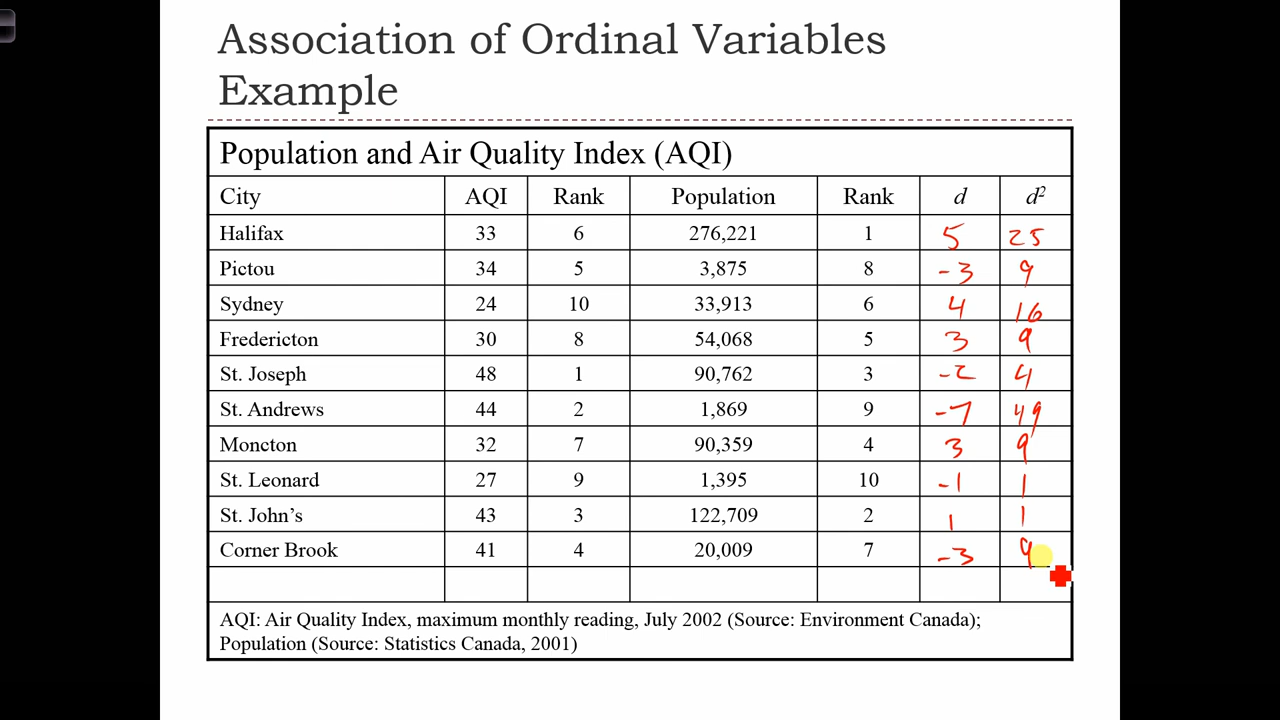 Association of Ordinal Variables
Example
Population and Air Quality Index (AQI)
City AQI Rank Population Rank d d²
Halifax 33 6 276,221 1 5 25
Pictou 34 5 3,875 8 -3 9
Sydney 24 10 33,913 6 4 16
Fredericton 30 8 54,068 5 3 9
St. Joseph 48 1 90,762 3 -2 4
St. Andrews 44 2 1,869 9 -7 49
Moncton 32 7 90,359 4 3 9
St. Leonard 27 9 1,395 10 -1 1
St. John’s 43 3 122,709 2 1 1
Corner Brook 41 4 20,009 7 -3 9
AQI: Air Quality Index, maximum monthly reading, July 2002 (Source: Environment Canada);
Population (Source: Statistics Canada, 2001)